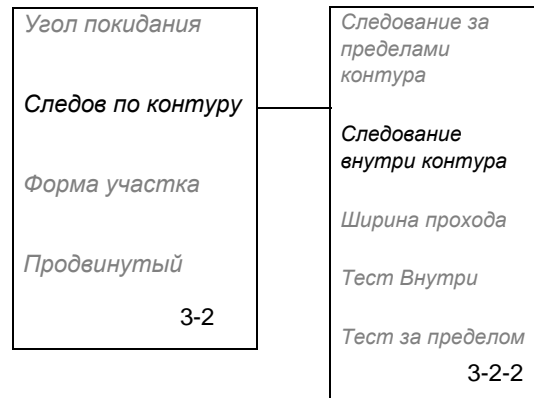 Угол покидания
Следов по контуру
Форма участка
Продвинутый
3-2
Следование за
пределами
контура
Следование
внутри контура
Ширина прохода
Тест Внутри
Тест за пределом
3-2-2